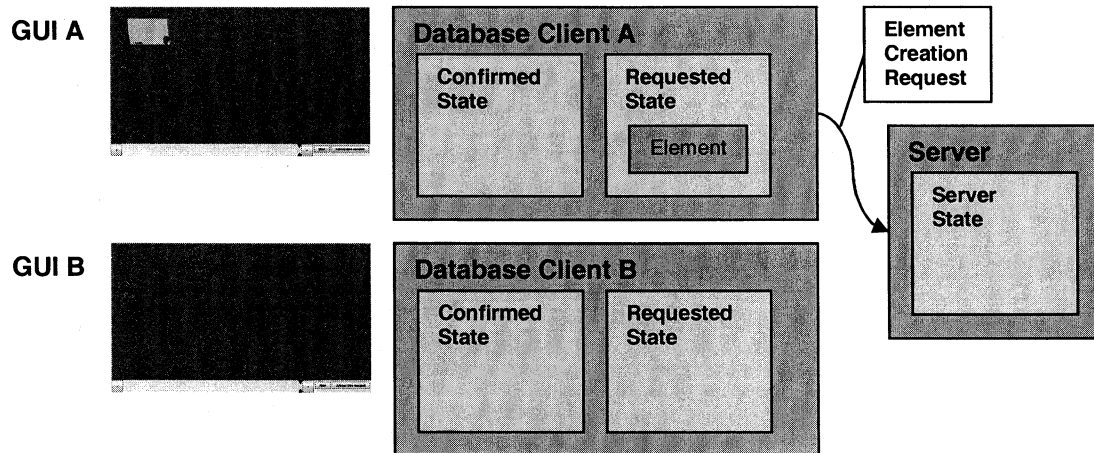 GUI A
Database Client A
Confirmed
State
Requested
State
Element
Element
Creation
Request
Server
Server
State
GUI B
Database Client B
Confirmed
State
Requested
State